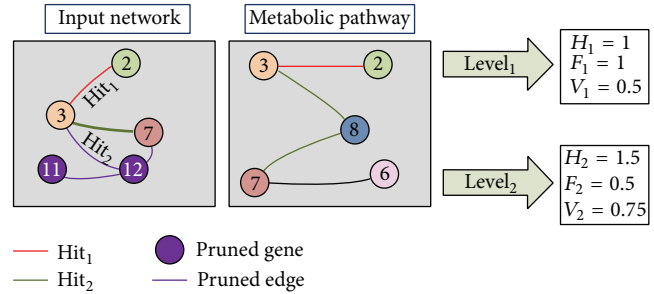 Input network
Metabolic pathway
2
Hit₁
3
7
Hit₂
11
12
3
2
8
7
6
Level₁
H₁ = 1
F₁ = 1
V₁ = 0.5
Level₂
H₂ = 1.5
F₂ = 0.5
V₂ = 0.75
Hit₁
Pruned gene
Hit₂
Pruned edge